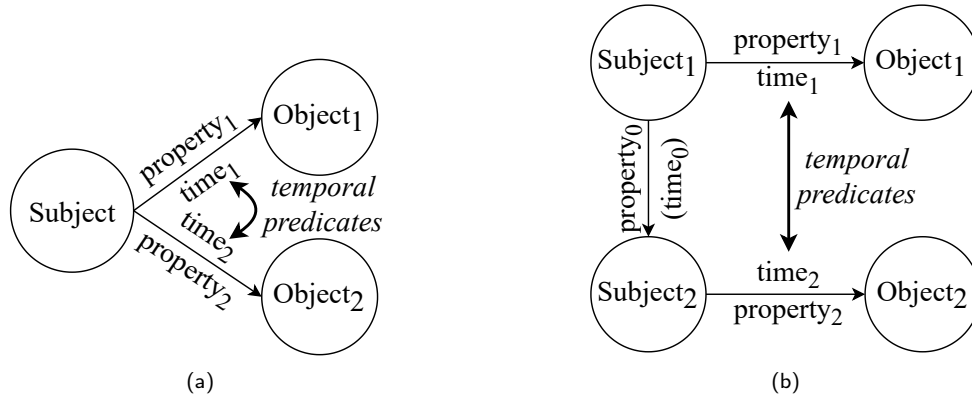 Subject
property1
time1
Object1
temporal
predicates
time2
property2
Object2
(a)
Subject1
property1
time1
Object1
property0
(time0)
temporal
predicates
Subject2
time2
property2
Object2
(b)